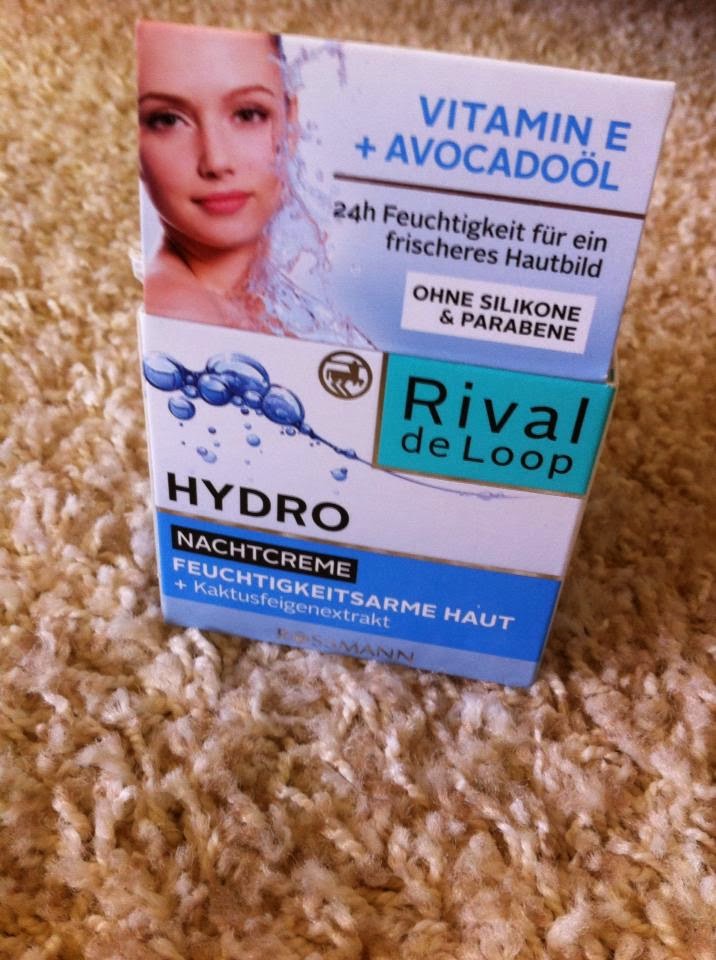 VITAMIN E
+ AVOCADOÖL
24h Feuchtigkeit für ein
frischeres Hautbild
OHNE SILIKONE
& PARABENE
Rival
de Loop
HYDRO
NACHTCREME
FEUCHTIGKEITSARME HAUT
+ Kaktusfeigenextrakt
ROSSMANN